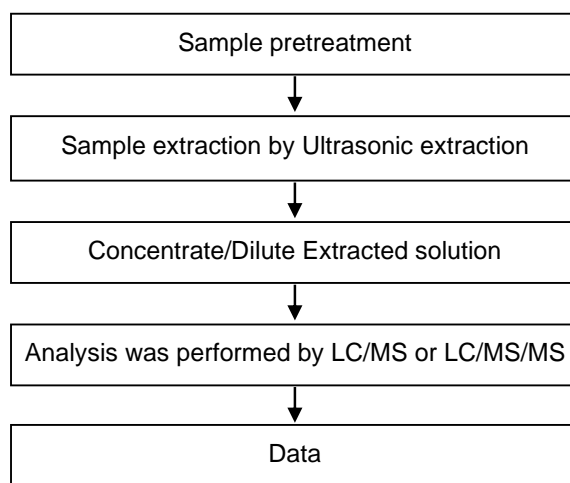 Sample pretreatment
Sample extraction by Ultrasonic extraction
Concentrate/Dilute Extracted solution
Analysis was performed by LC/MS or LC/MS/MS
Data